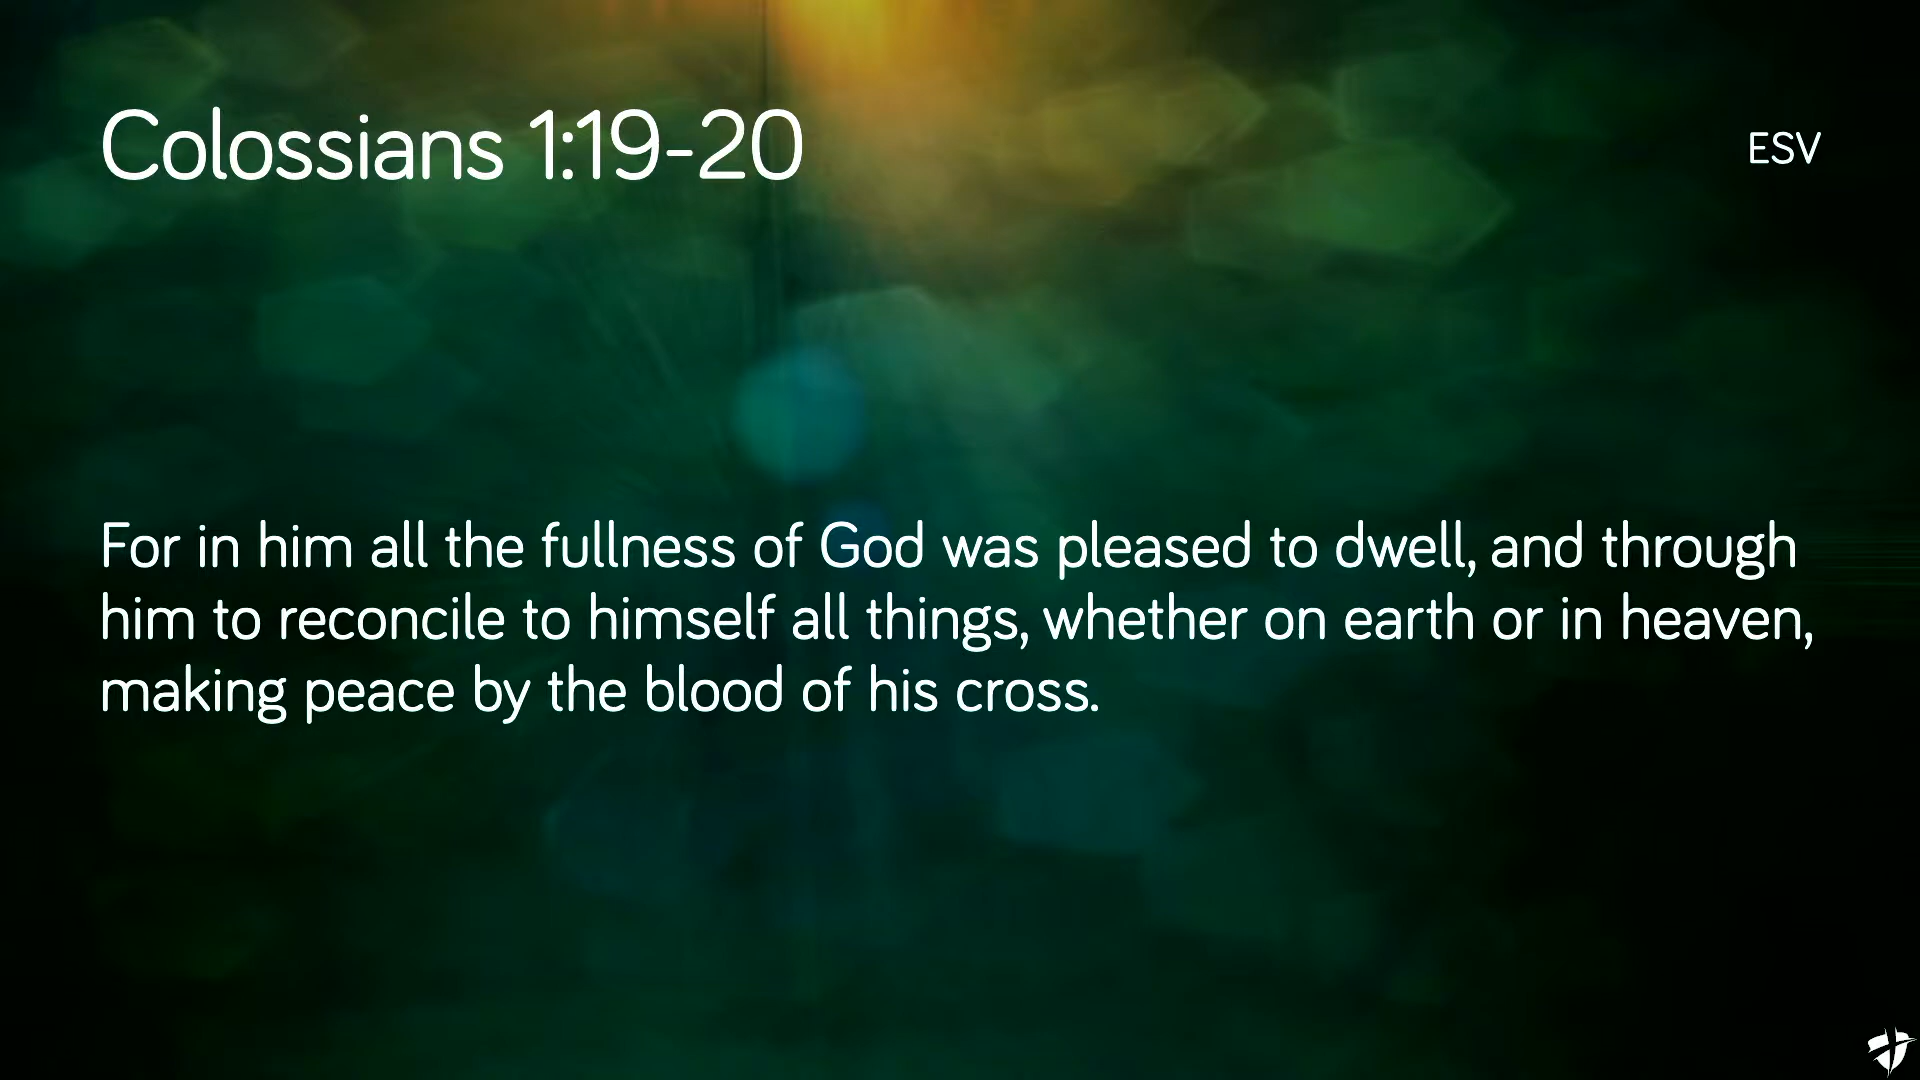 Colossians 1:19-20
ESV
For in him all the fullness of God was pleased to dwell, and through
him to reconcile to himself all things, whether on earth or in heaven,
making peace by the blood of his cross.